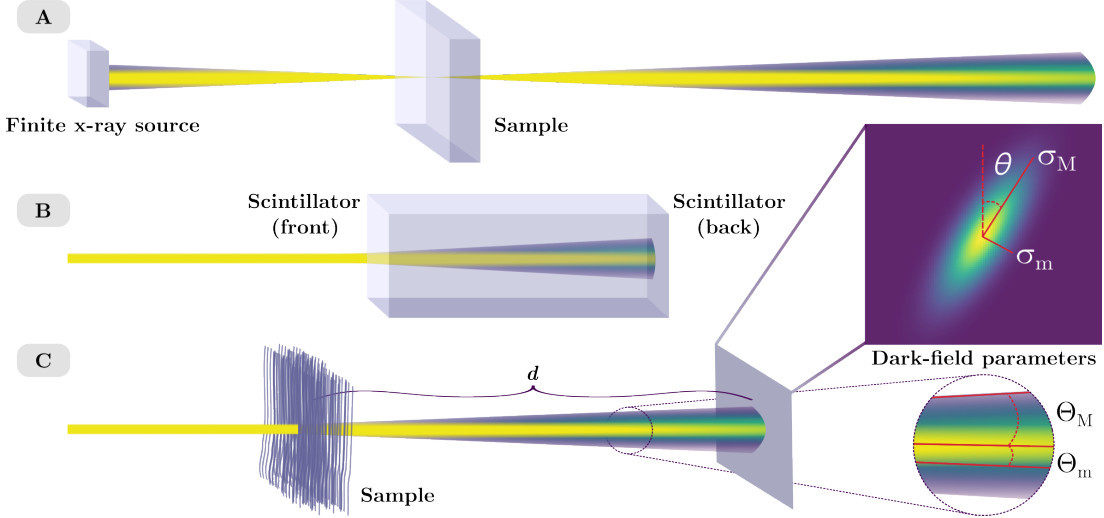 A
Finite x-ray source
Sample
B
Scintillator
(front)
Scintillator
(back)
θ
σM
σm
Dark-field parameters
C
d
Sample
ΘM
Θm